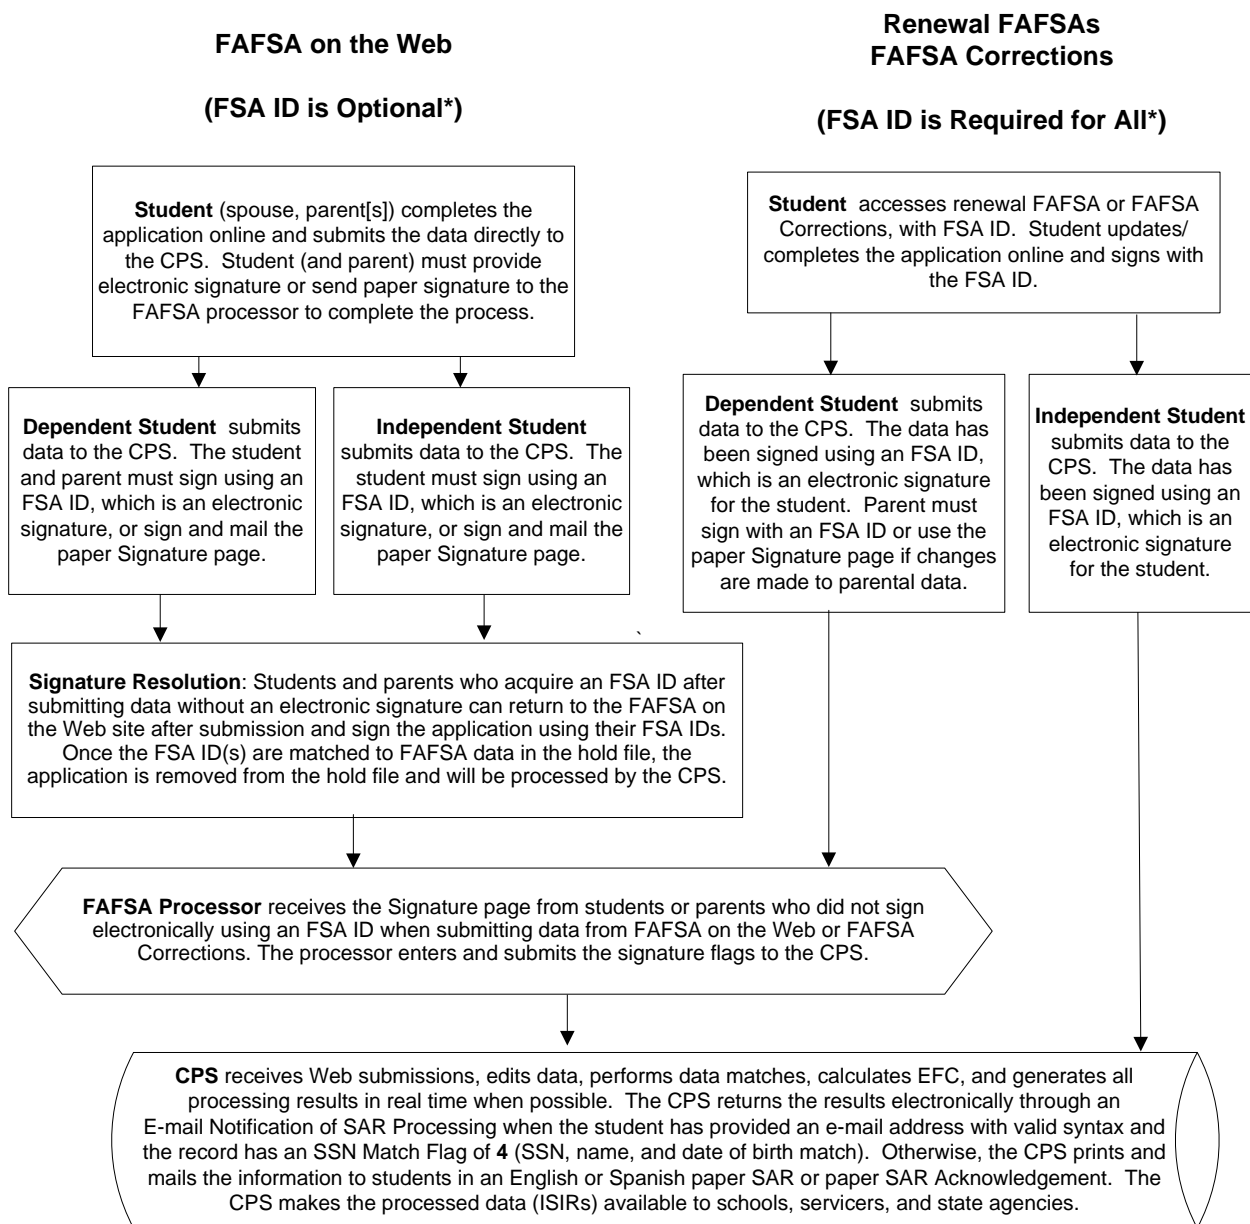 FAFSA on the Web
(FSA ID is Optional*)
Renewal FAFSAs
FAFSA Corrections
(FSA ID is Required for All*)
Student (spouse, parent[s]) completes the
application online and submits the data directly to
the CPS. Student (and parent) must provide
electronic signature or send paper signature to the
FAFSA processor to complete the process.
Student accesses renewal FAFSA or FAFSA
Corrections, with FSA ID. Student updates/
completes the application online and signs with
the FSA ID.
Dependent Student submits
data to the CPS. The student
and parent must sign using an
FSA ID, which is an electronic
signature, or sign and mail the
paper Signature page.
Independent Student
submits data to the CPS. The
student must sign using an
FSA ID, which is an electronic
signature, or sign and mail the
paper Signature page.
Dependent Student submits
data to the CPS. The data has
been signed using an FSA ID,
which is an electronic signature
for the student. Parent must
sign with an FSA ID or use the
paper Signature page if changes
are made to parental data.
Independent Student
submits data to the
CPS. The data has
been signed using an
FSA ID, which is an
electronic signature
for the student.
`
Signature Resolution: Students and parents who acquire an FSA ID after
submitting data without an electronic signature can return to the FAFSA on
the Web site after submission and sign the application using their FSA IDs.
Once the FSA ID(s) are matched to FAFSA data in the hold file, the
application is removed from the hold file and will be processed by the CPS.
FAFSA Processor receives the Signature page from students or parents who did not sign
electronically using an FSA ID when submitting data from FAFSA on the Web or FAFSA
Corrections. The processor enters and submits the signature flags to the CPS.
CPS receives Web submissions, edits data, performs data matches, calculates EFC, and generates all
processing results in real time when possible. The CPS returns the results electronically through an
E-mail Notification of SAR Processing when the student has provided an e-mail address with valid syntax and
the record has an SSN Match Flag of 4 (SSN, name, and date of birth match). Otherwise, the CPS prints and
mails the information to students in an English or Spanish paper SAR or paper SAR Acknowledgement. The
CPS makes the processed data (ISIRs) available to schools, servicers, and state agencies.